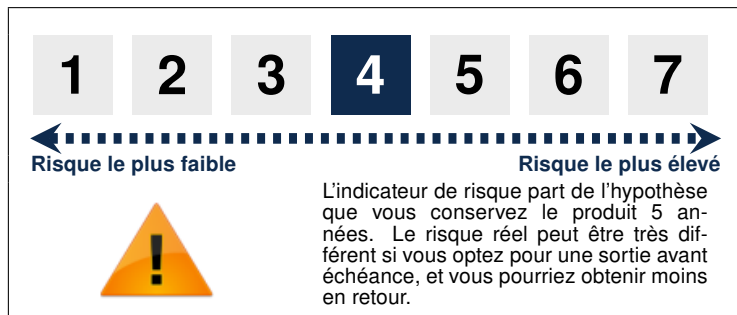 1 2 3 4 5 6 7
Risque le plus faible Risque le plus élevé
L'indicateur de risque part de l'hypothèse
que vous conservez le produit 5 an-
nées. Le risque réel peut être très dif-
férent si vous optez pour une sortie avant
échéance, et vous pourriez obtenir moins
en retour.
!